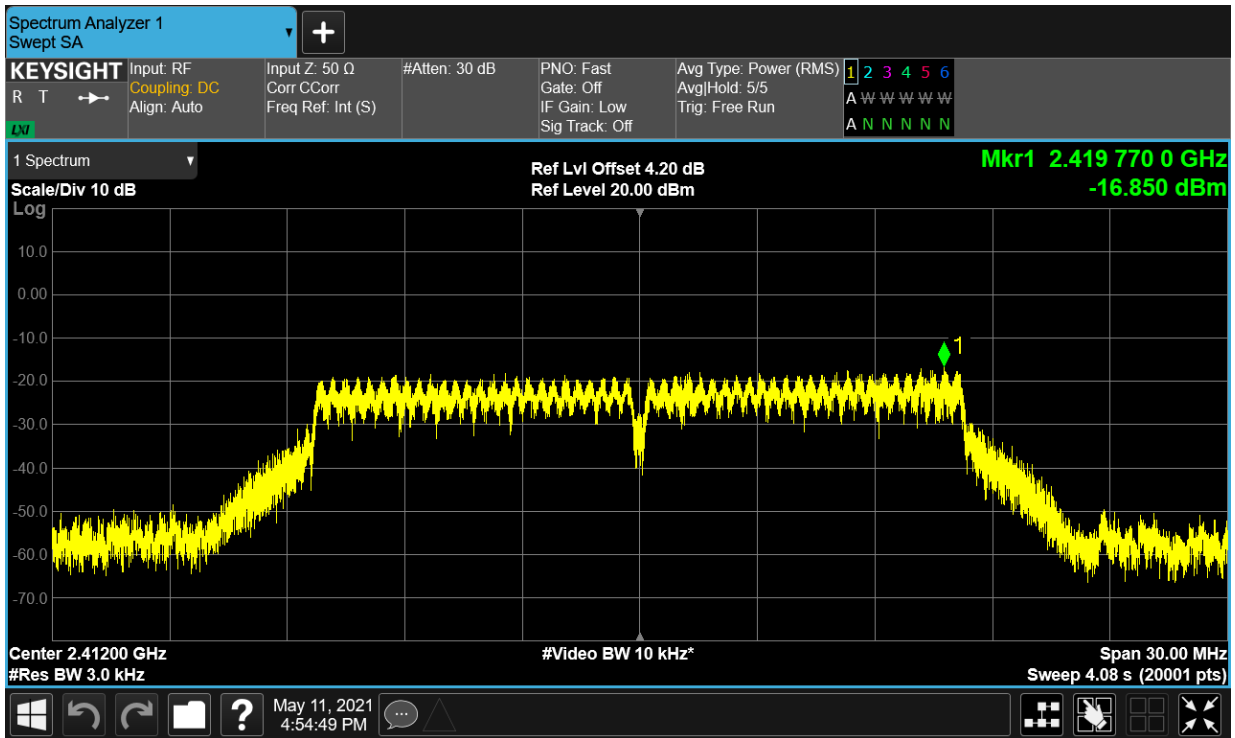 Spectrum Analyzer 1
Swept SA
KEYSIGHT
R T
LXI
Input: RF
Coupling: DC
Align: Auto
Input Z: 50 Ω
Corr CCorr
Freq Ref: Int (S)
#Atten: 30 dB
PNO: Fast
Gate: Off
IF Gain: Low
Sig Track: Off
Avg Type: Power (RMS)
Avg|Hold: 5/5
Trig: Free Run
1 2 3 4 5 6
A W W W W W
A N N N N N
1 Spectrum
Scale/Div 10 dB
Log
Ref Lvl Offset 4.20 dB
Ref Level 20.00 dBm
Mkr1 2.419 770 0 GHz
-16.850 dBm
10.0
0.00
-10.0
-20.0
-30.0
-40.0
-50.0
-60.0
-70.0
1
Center 2.41200 GHz
#Res BW 3.0 kHz
#Video BW 10 kHz*
Span 30.00 MHz
Sweep 4.08 s (20001 pts)
?
May 11, 2021
4:54:49 PM